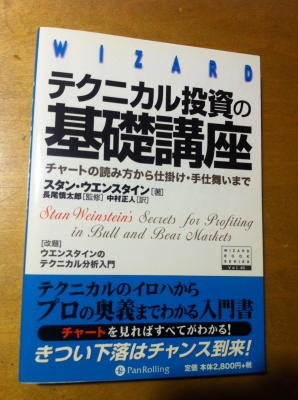 WIZARD
テクニカル投資の
基礎講座
チャートの読み方から仕掛け・手仕舞いまで
スタン・ウエンスタイン[著]
長尾慎太郎[監修] 中村正人[訳]
Stan Weinstein's Secrets for Profiting
in Bull and Bear Markets
[改題]
ウエンスタインの
テクニカル分析入門
WIZARD
BOOK
SERIES
テクニカルのイロハから
プロの奥義までわかる入門書
チャートを見ればすべてがわかる!
きつい下落はチャンス到来!
PanRolling
定価 本体2,800円+税